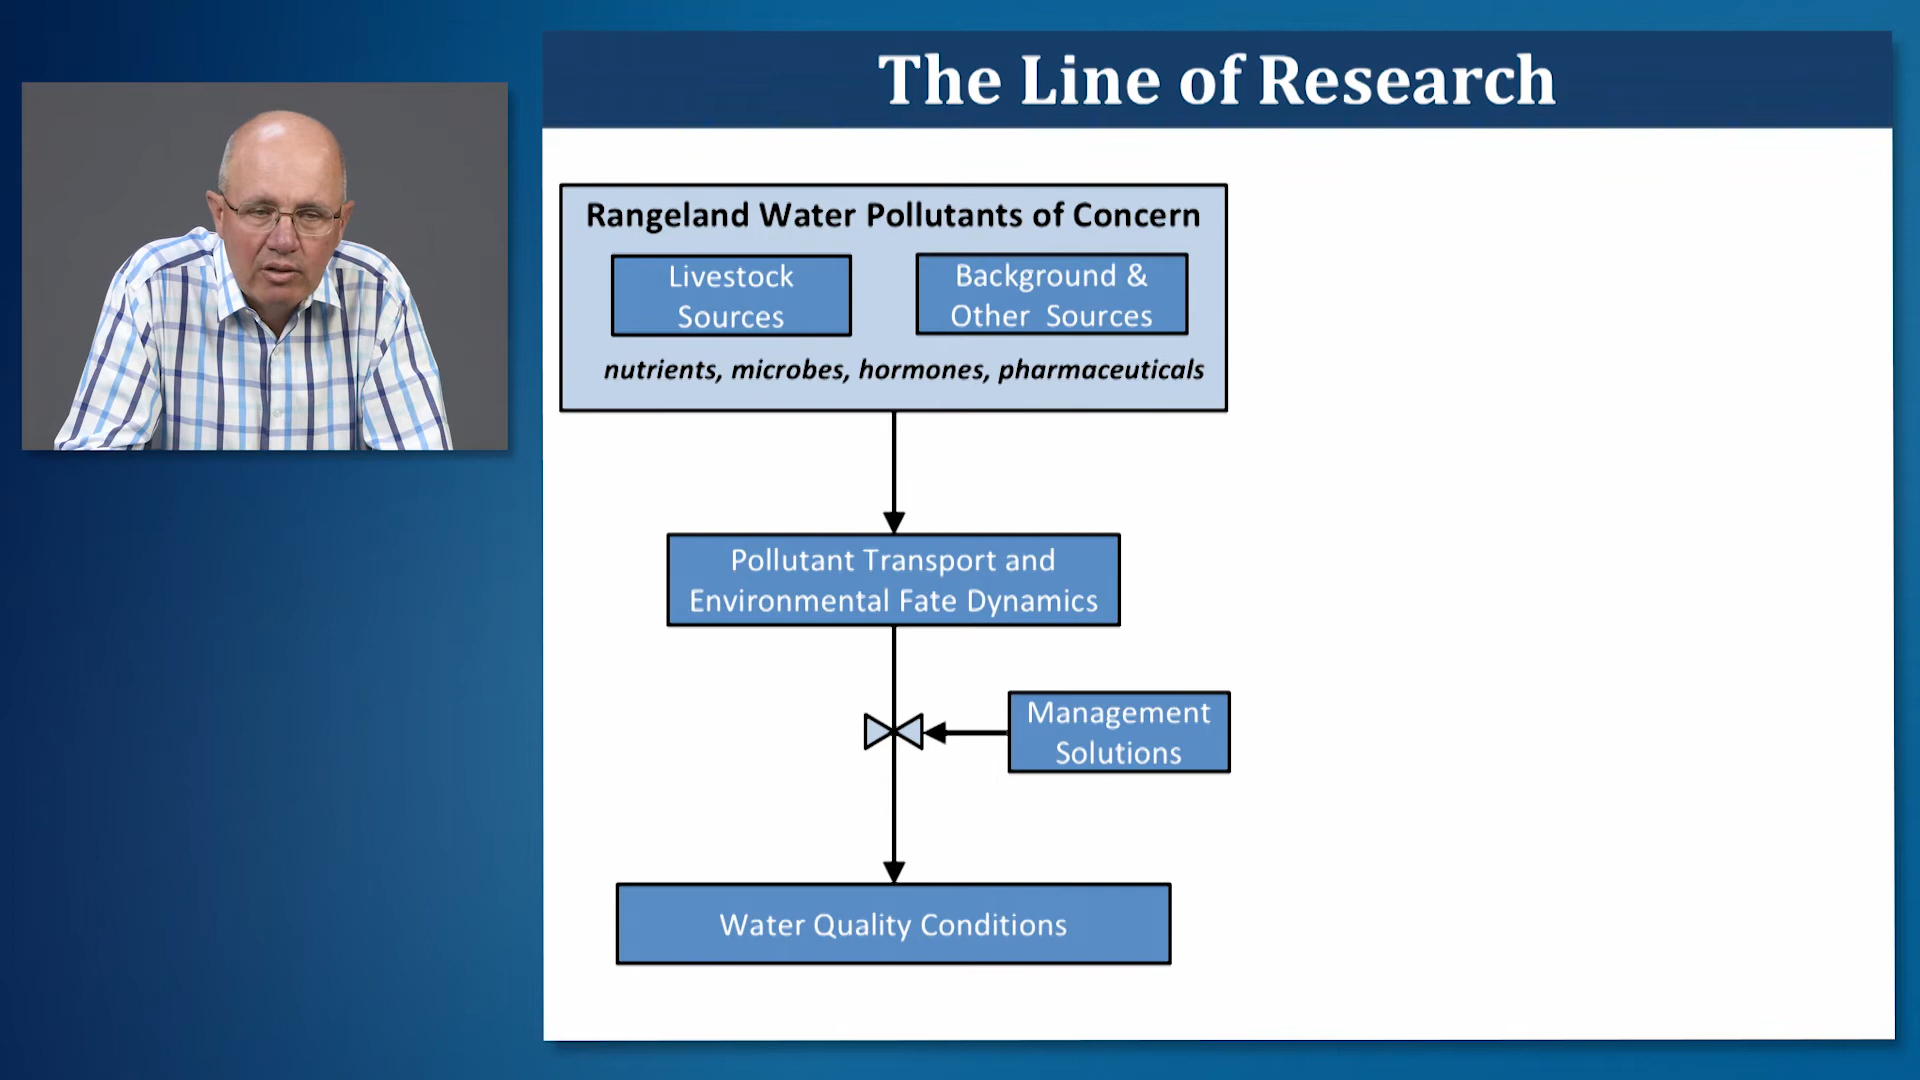 The Line of Research
Rangeland Water Pollutants of Concern
Livestock
Sources
Background &
Other Sources
nutrients, microbes, hormones, pharmaceuticals
Pollutant Transport and
Environmental Fate Dynamics
Management
Solutions
Water Quality Conditions